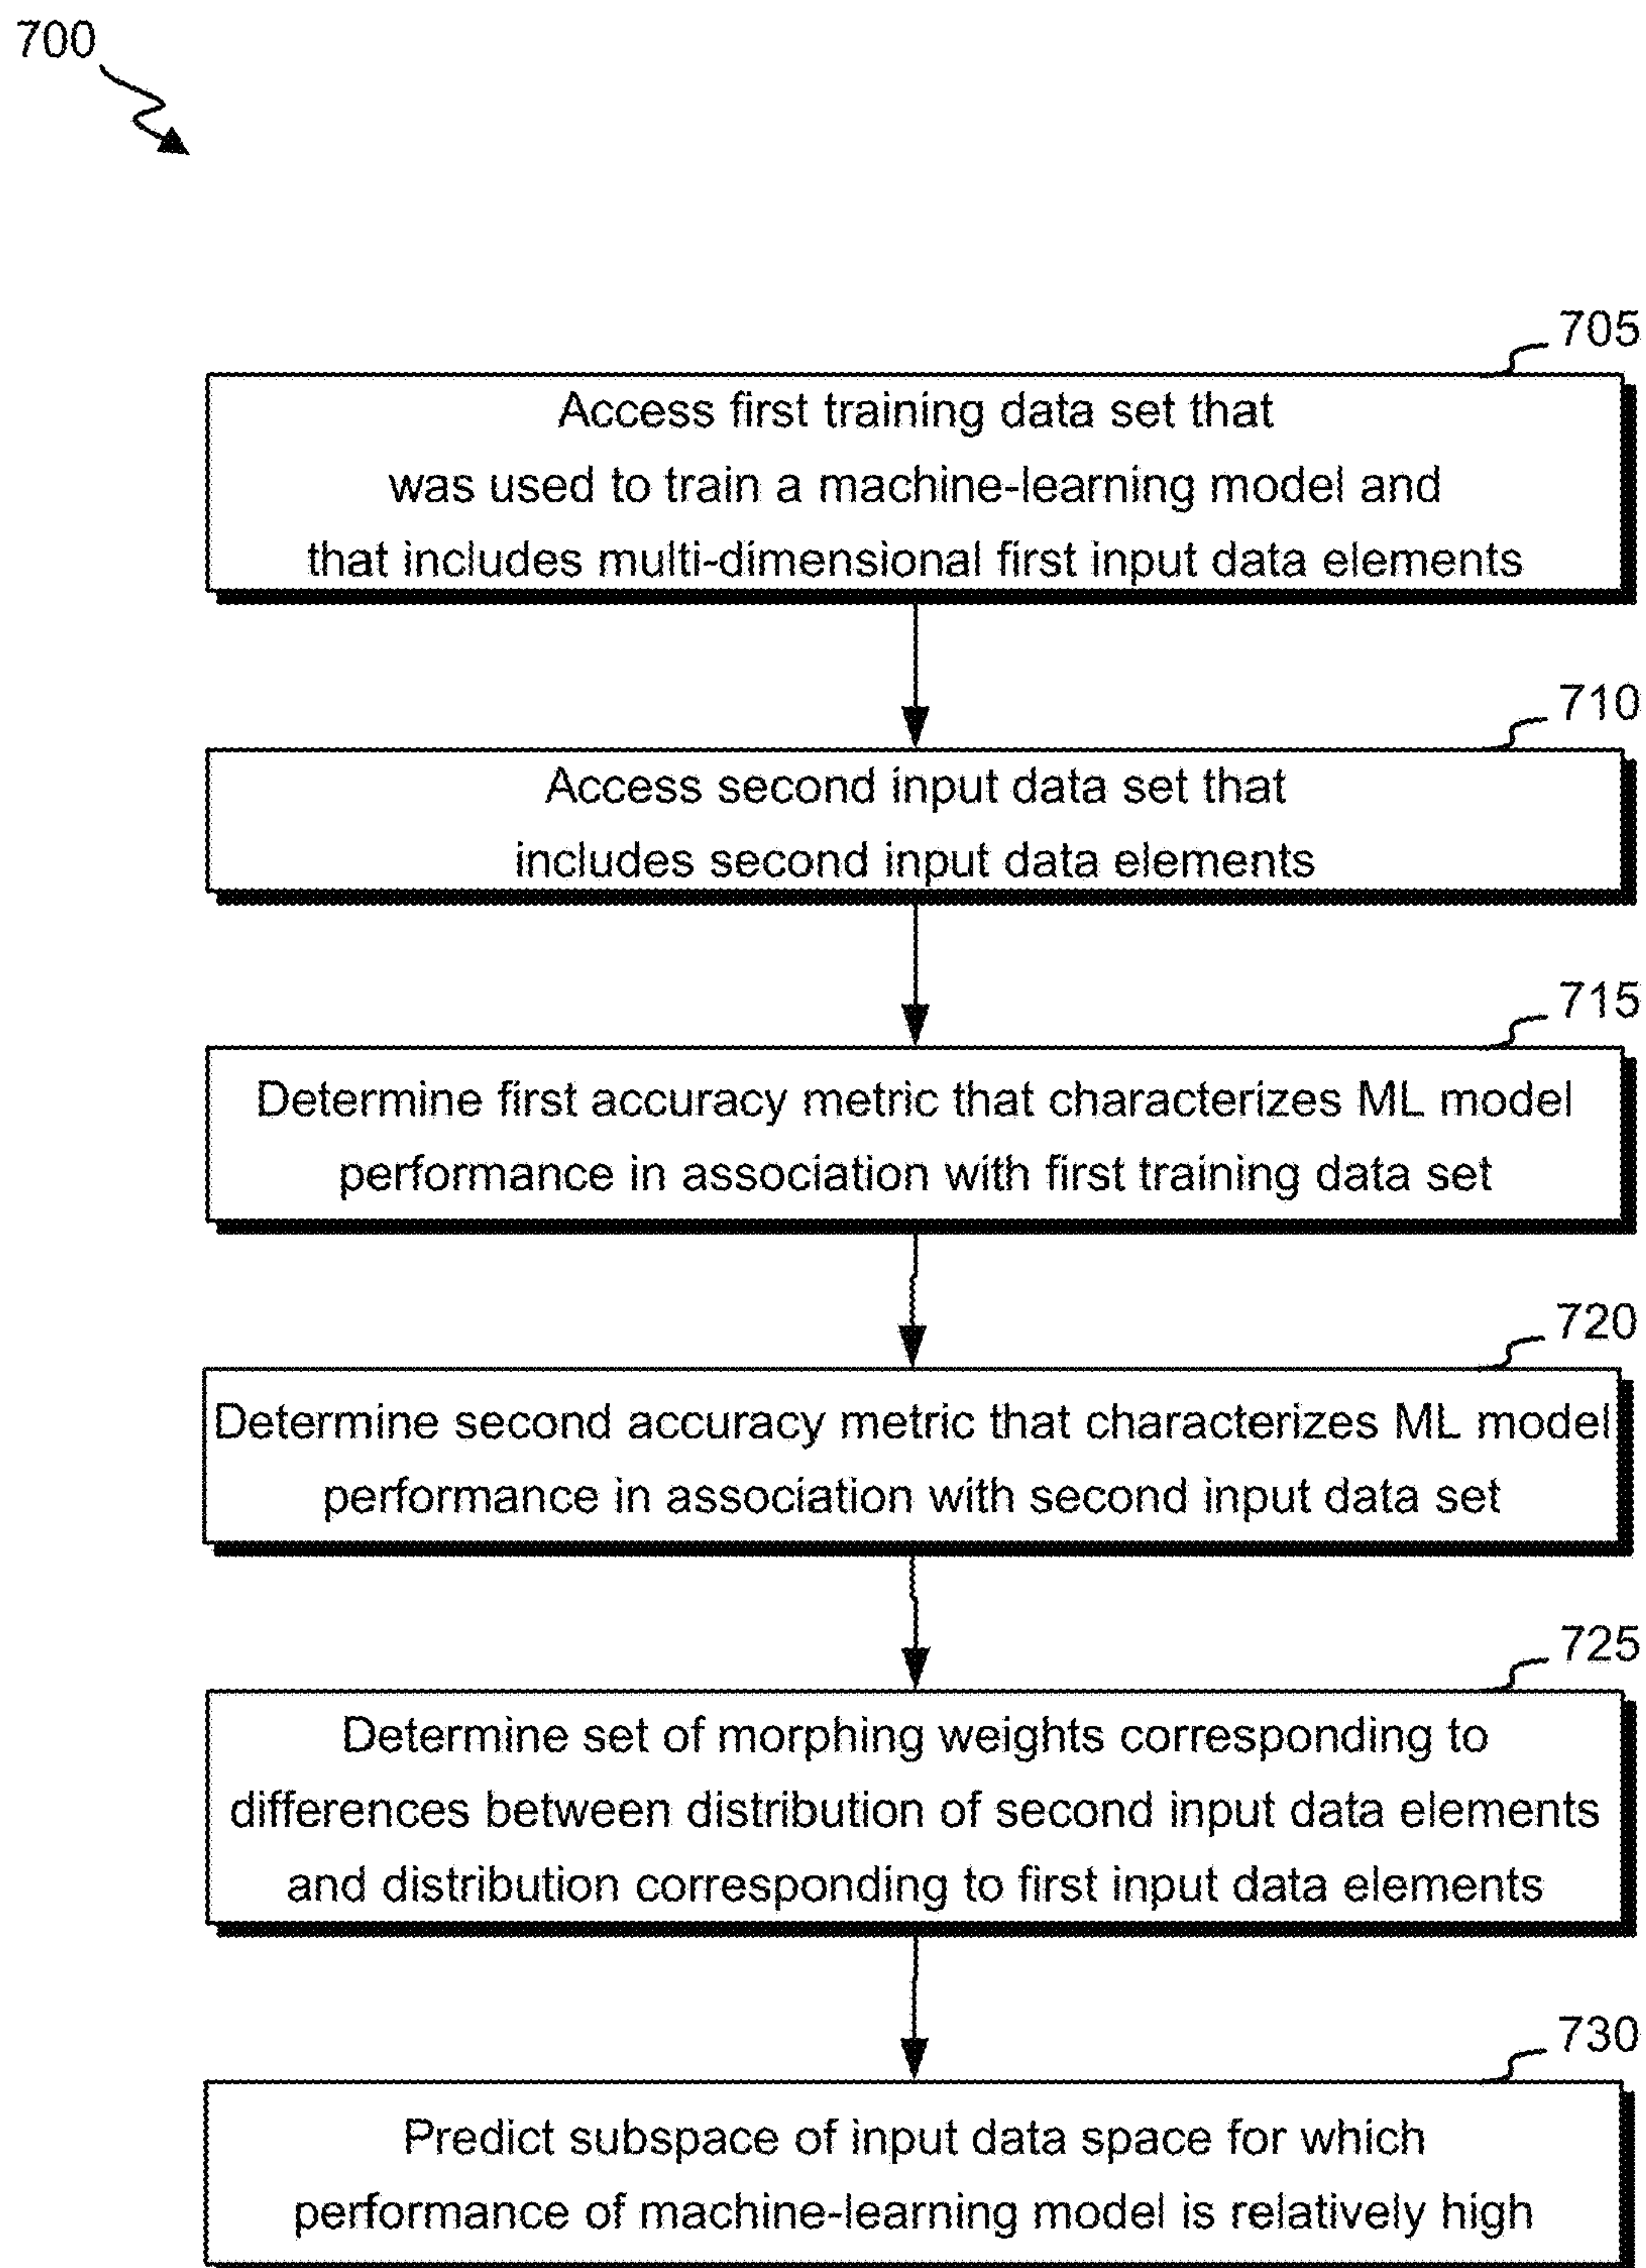 700
705
Access first training data set that
was used to train a machine-learning model and
that includes multi-dimensional first input data elements
710
Access second input data set that
includes second input data elements
715
Determine first accuracy metric that characterizes ML model
performance in association with first training data set
720
Determine second accuracy metric that characterizes ML model
performance in association with second input data set
725
Determine set of morphing weights corresponding to
differences between distribution of second input data elements
and distribution corresponding to first input data elements
730
Predict subspace of input data space for which
performance of machine-learning model is relatively high